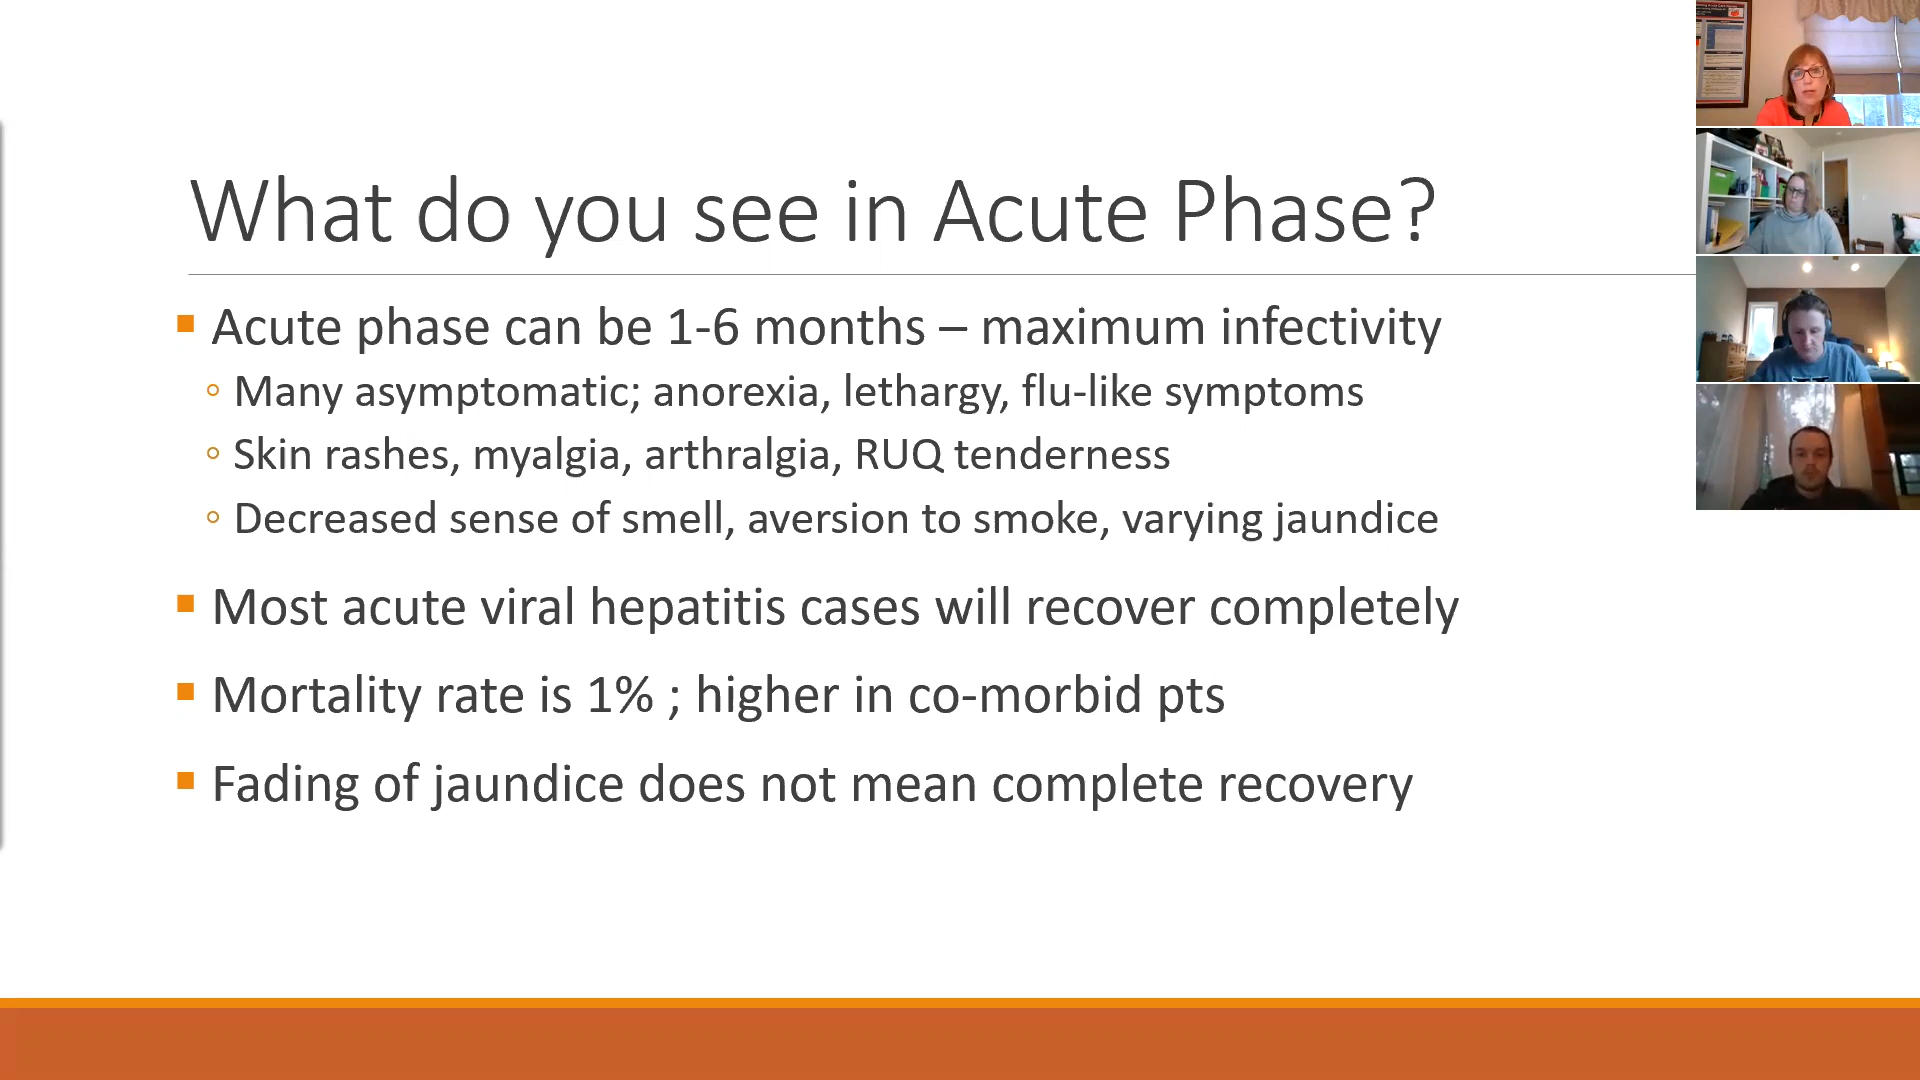 What do you see in Acute Phase?
Acute phase can be 1-6 months – maximum infectivity
Many asymptomatic; anorexia, lethargy, flu-like symptoms
Skin rashes, myalgia, arthralgia, RUQ tenderness
Decreased sense of smell, aversion to smoke, varying jaundice
Most acute viral hepatitis cases will recover completely
Mortality rate is 1% ; higher in co-morbid pts
Fading of jaundice does not mean complete recovery